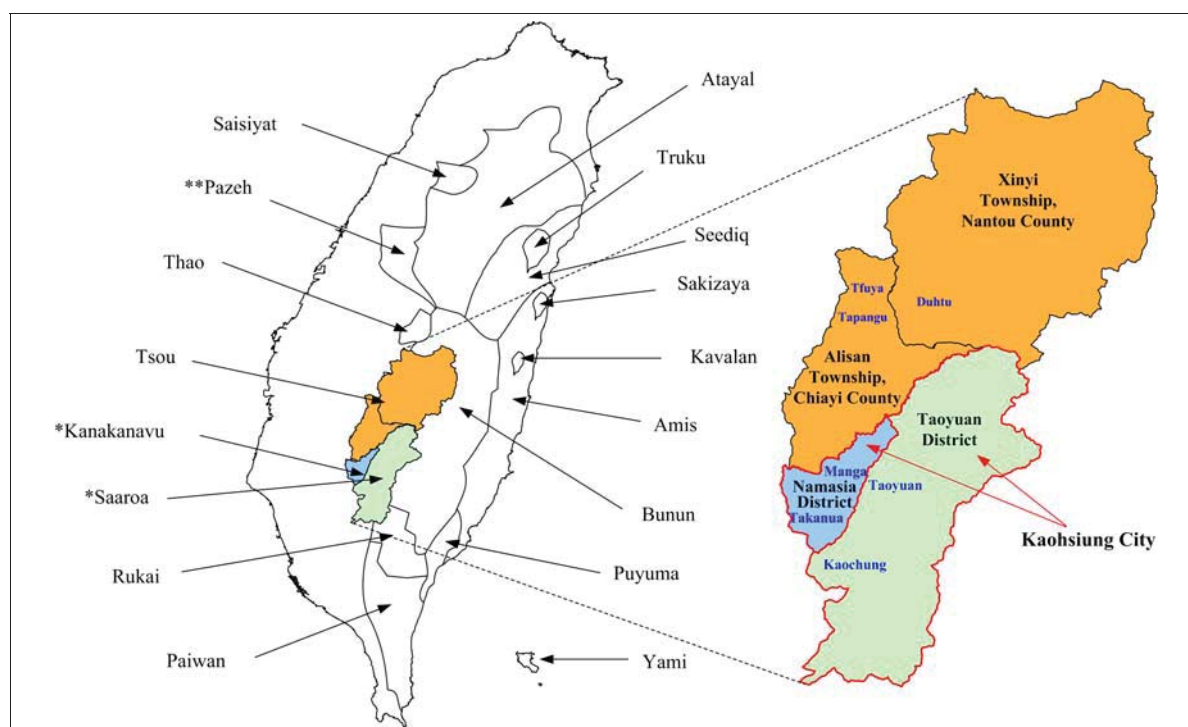 Atayal
Saisiyat
Truku
**Pazeh
Seediq
Thao
Sakizaya
Tsou
Kavalan
*Kanakanavu
Amis
*Saaroa
Bunun
Rukai
Puyuma
Paiwan
Yami
Xinyi
Township,
Nantou County
Tfuya
Duhtu
Tapangu
Alisan
Township,
Chiayi County
Taoyuan
District
Manga
Taoyuan
Namasia
District
Takanua
Kaohsiung City
Kaochung